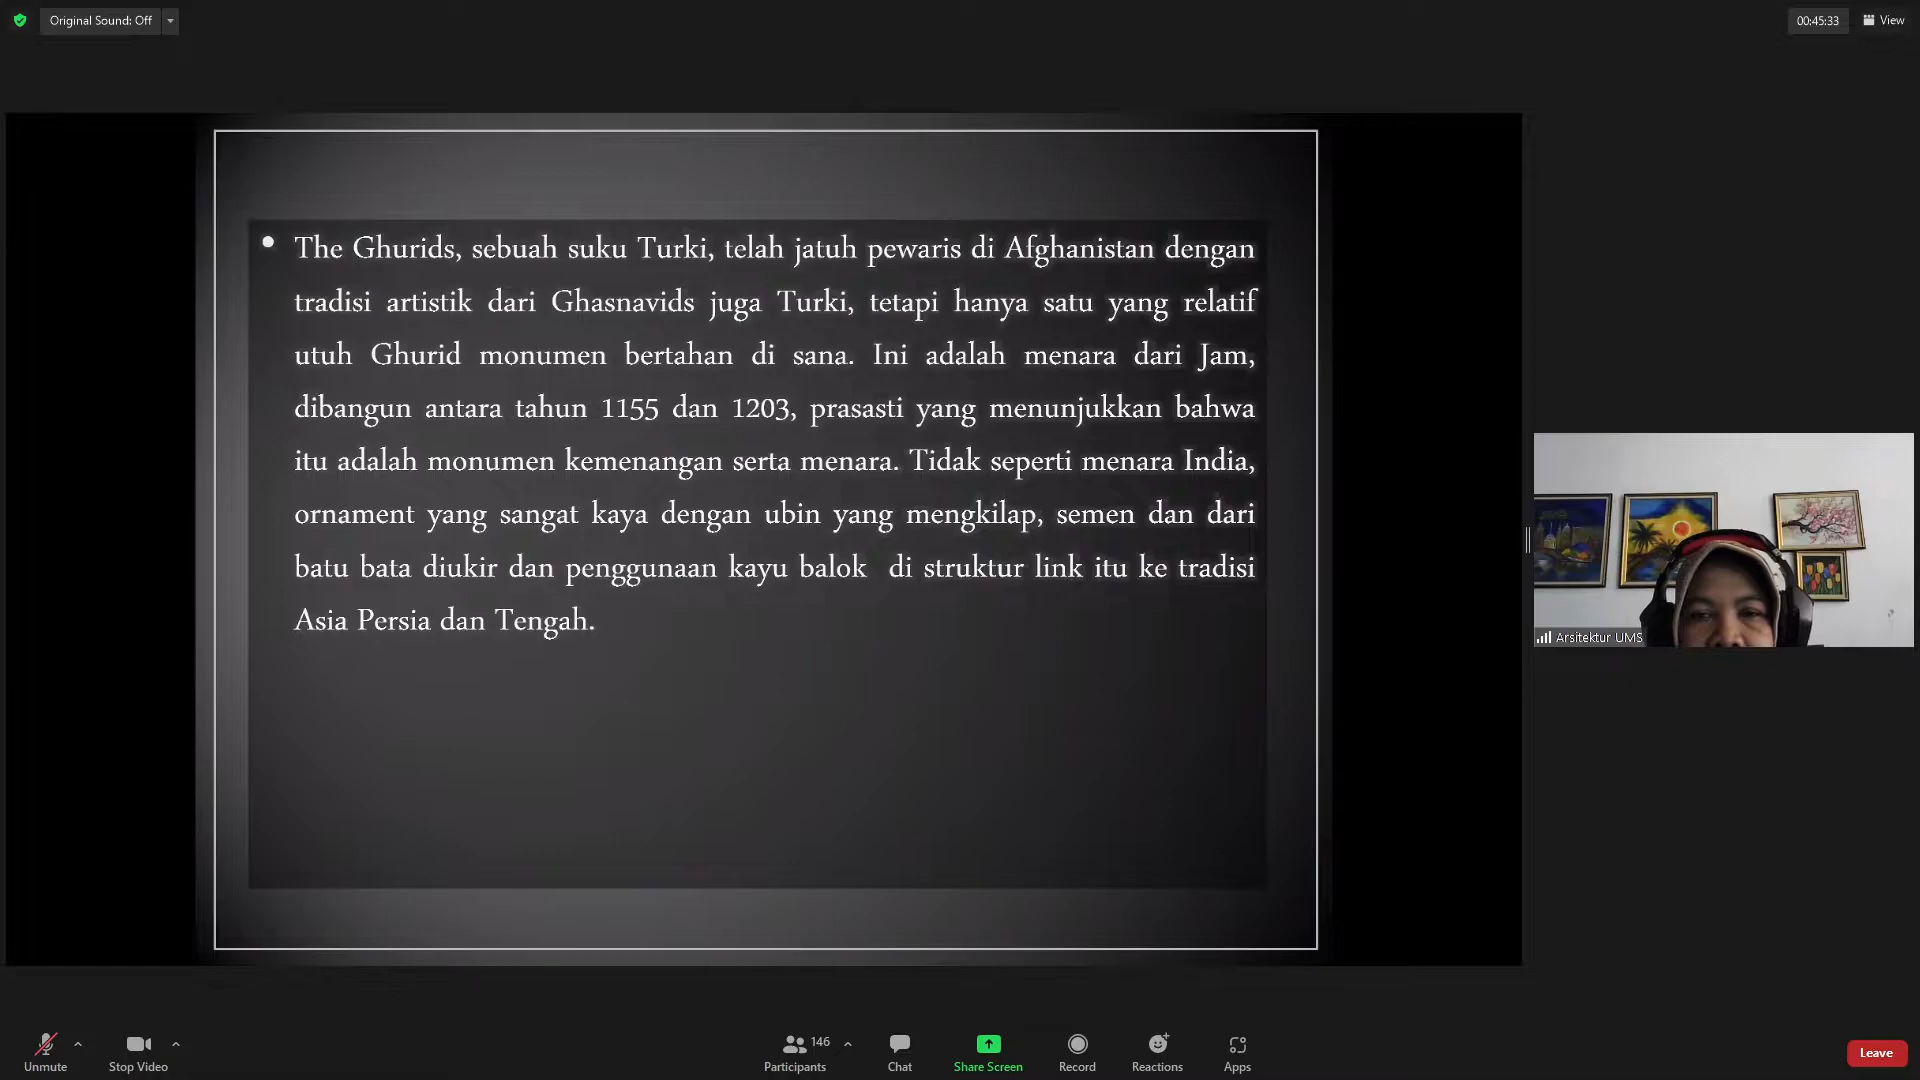 Original Sound: Off
00:45:33
View
• The Ghurids, sebuah suku Turki, telah jatuh pewaris di Afghanistan dengan
tradisi artistik dari Ghasnavids juga Turki, tetapi hanya satu yang relatif
utuh Ghurid monumen bertahan di sana. Ini adalah menara dari Jam,
dibangun antara tahun 1155 dan 1203, prasasti yang menunjukkan bahwa
itu adalah monumen kemenangan serta menara. Tidak seperti menara India,
ornament yang sangat kaya dengan ubin yang mengkilap, semen dan dari
batu bata diukir dan penggunaan kayu balok di struktur link itu ke tradisi
Asia Persia dan Tengah.
Arsitektur UMS
Unmute
Stop Video
146
Participants
Chat
Share Screen
Record
Reactions
Apps
Leave